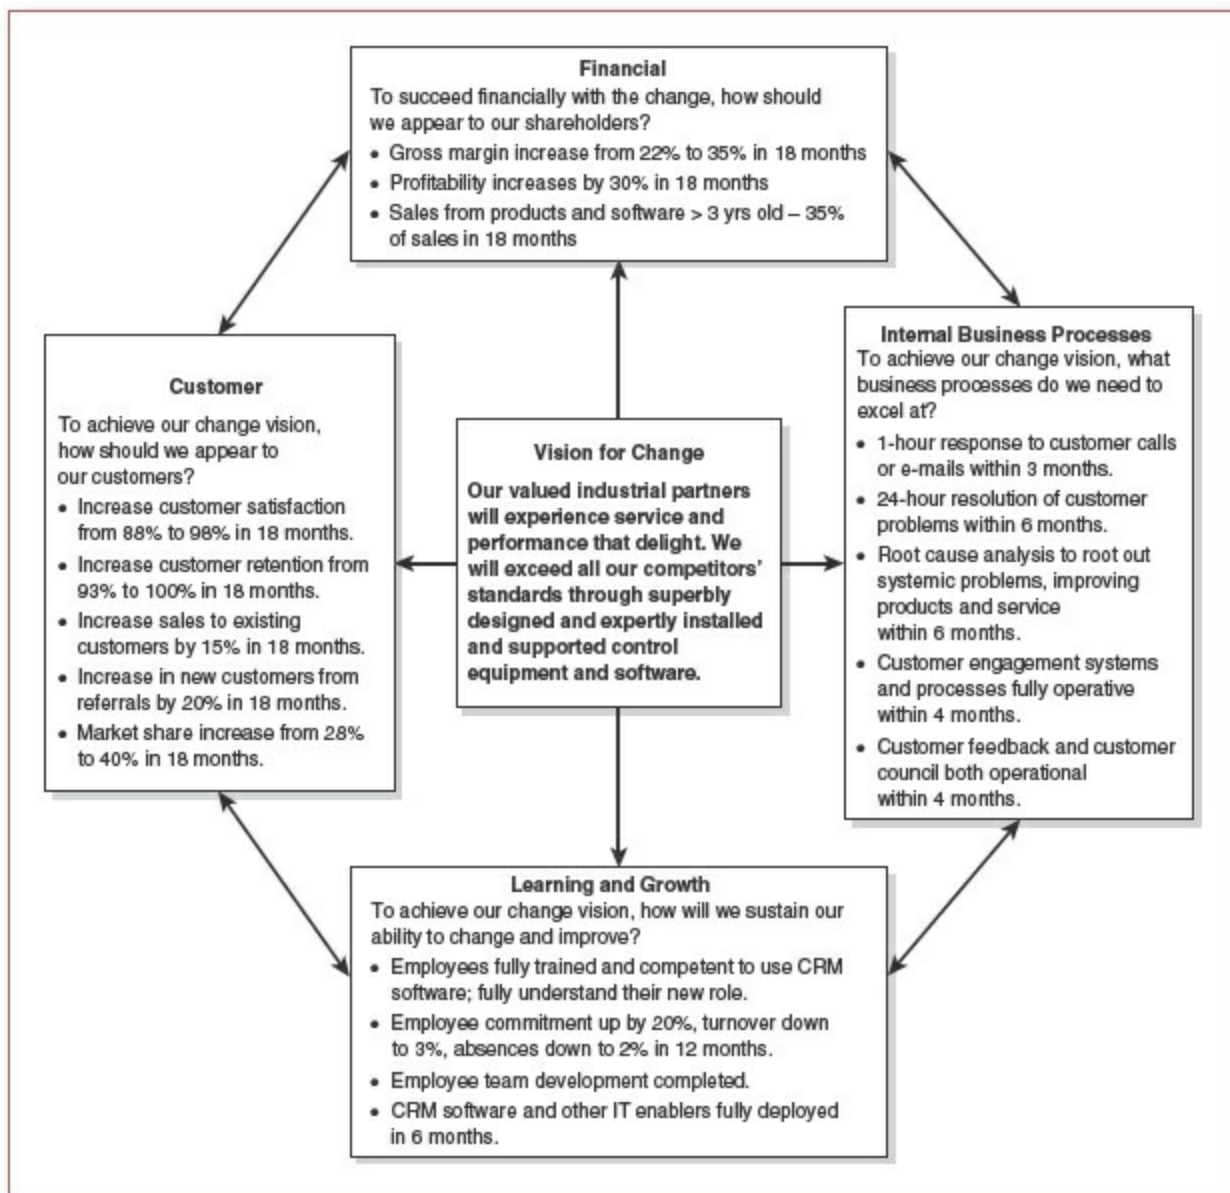 Financial
To succeed financially with the change, how should
we appear to our shareholders?
• Gross margin increase from 22% to 35% in 18 months
• Profitability increases by 30% in 18 months
• Sales from products and software > 3 yrs old – 35%
of sales in 18 months
Customer
To achieve our change vision,
how should we appear to
our customers?
• Increase customer satisfaction
from 88% to 98% in 18 months.
• Increase customer retention from
93% to 100% in 18 months.
• Increase sales to existing
customers by 15% in 18 months.
• Increase in new customers from
referrals by 20% in 18 months.
• Market share increase from 28%
to 40% in 18 months.
Vision for Change
Our valued industrial partners
will experience service and
performance that delight. We
will exceed all our competitors’
standards through superbly
designed and expertly installed
and supported control
equipment and software.
Internal Business Processes
To achieve our change vision, what
business processes do we need to
excel at?
• 1-hour response to customer calls
or e-mails within 3 months.
• 24-hour resolution of customer
problems within 6 months.
• Root cause analysis to root out
systemic problems, improving
products and service
within 6 months.
• Customer engagement systems
and processes fully operative
within 4 months.
• Customer feedback and customer
council both operational
within 4 months.
Learning and Growth
To achieve our change vision, how will we sustain our
ability to change and improve?
• Employees fully trained and competent to use CRM
software; fully understand their new role.
• Employee commitment up by 20%, turnover down
to 3%, absences down to 2% in 12 months.
• Employee team development completed.
• CRM software and other IT enablers fully deployed
in 6 months.